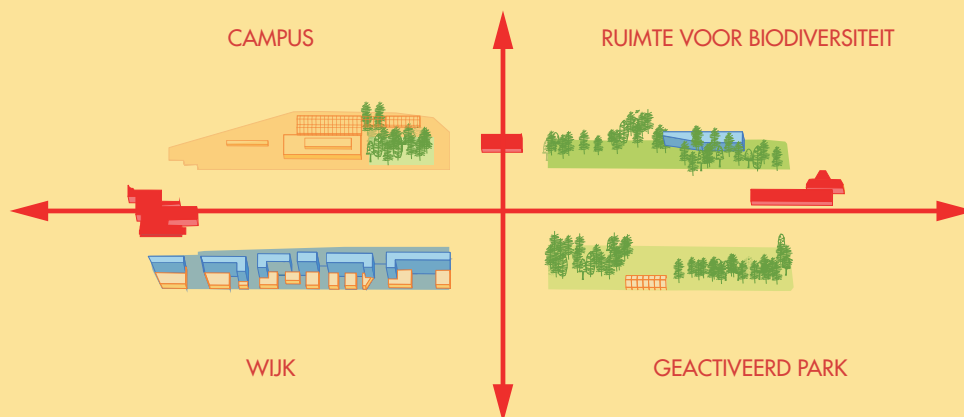 CAMPUS
RUIMTE VOOR BIODIVERSITEIT
WIJK
GEACTIVEERD PARK